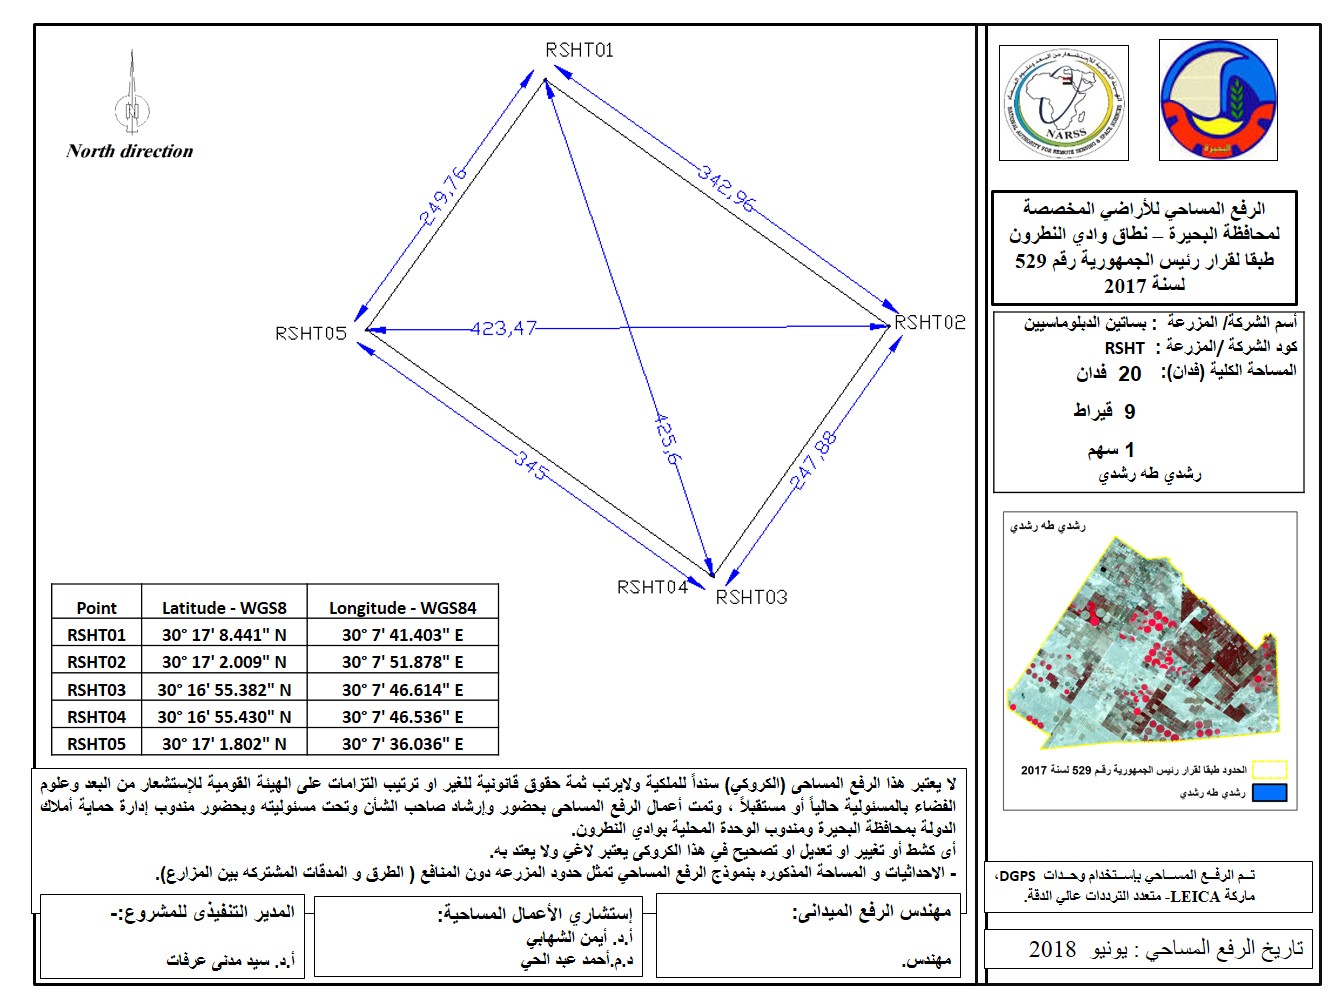 RSHT01
North direction
249,76
342,96
RSHT05
423,47
RSHT02
425,6
345
247,88
RSHT04
RSHT03
Point Latitude - WGS8 Longitude - WGS84
RSHT01 30° 17' 8.441" N 30° 7' 41.403" E
RSHT02 30° 17' 2.009" N 30° 7' 51.878" E
RSHT03 30° 16' 55.382" N 30° 7' 46.614" E
RSHT04 30° 16' 55.430" N 30° 7' 46.536" E
RSHT05 30° 17' 1.802" N 30° 7' 36.036" E
NARSS
NATIONAL AUTHORITY FOR REMOTE SENSING & SPACE SCIENCES
البحيرة
الرفع المساحي للأراضي المخصصة
لمحافظة البحيرة – نطاق وادي النطرون
طبقا لقرار رئيس الجمهورية رقم 529
لسنة 2017
أسم الشركة/ المزرعة : بساتين الدبلوماسيين
كود الشركة /المزرعة : RSHT
المساحة الكلية (فدان): 20 فدان
9 قيراط
1 سهم
رشدي طه رشدي
رشدي طه رشدي
الحدود طبقا لقرار رئيس الجمهورية رقم 529 لسنة 2017
رشدي طه رشدي
لا يعتبر هذا الرفع المساحى (الكروكي) سنداً للملكية ولايرتب ثمة حقوق قانونية للغير او ترتيب التزامات على الهيئة القومية للإستشعار من البعد وعلوم
الفضاء بالمسئولية حالياً أو مستقبلاً ، وتمت أعمال الرفع المساحى بحضور وإرشاد صاحب الشأن وتحت مسئوليته وبحضور مندوب إدارة حماية أملاك
الدولة بمحافظة البحيرة ومندوب الوحدة المحلية بوادي النطرون.
أى كشط أو تغيير او تعديل او تصحيح في هذا الكروكى يعتبر لاغي ولا يعتد به.
- الاحداثيات و المساحة المذكوره بنموذج الرفع المساحي تمثل حدود المزرعه دون المنافع ( الطرق و المدقات المشتركه بين المزارع).
تم الرفع المساحي بإستخدام وحدات DGPS،
ماركة LEICA- متعدد الترددات عالي الدقة.
تاريخ الرفع المساحي : يونيو 2018
مهندس الرفع الميدانى:
مهندس.
إستشاري الأعمال المساحية:
أ.د. أيمن الشهابي
د.م.أحمد عبد الحي
المدير التنفيذى للمشروع:-
أ.د. سيد مدنى عرفات